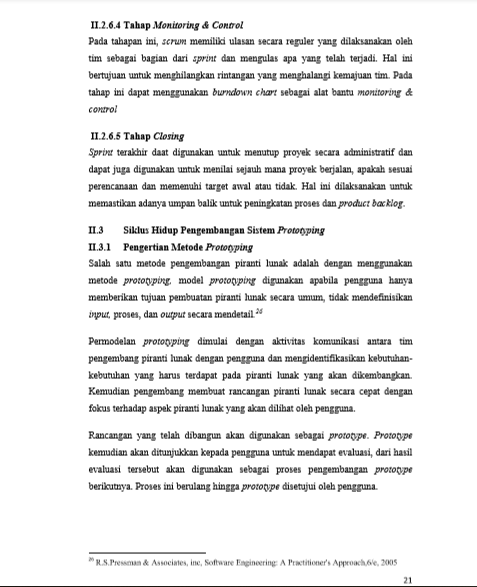 II.2.6.4 Tahap Monitoring & Control
Pada tahapan ini, scrum memiliki ulasan secara reguler yang dilaksanakan oleh
tim sebagai bagian dari sprint dan mengulas apa yang telah terjadi. Hal ini
bertujuan untuk menghilangkan rintangan yang menghalangi kemajuan tim. Pada
tahap ini dapat menggunakan burndown chart sebagai alat bantu monitoring &
control
II.2.6.5 Tahap Closing
Sprint terakhir daat digunakan untuk menutup proyek secara administratif dan
dapat juga digunakan untuk menilai sejauh mana proyek berjalan, apakah sesuai
perencanaan dan memenuhi target awal atau tidak. Hal ini dilaksanakan untuk
memastikan adanya umpan balik untuk peningkatan proses dan product backlog.
II.3 Siklus Hidup Pengembangan Sistem Prototyping
II.3.1 Pengertian Metode Prototyping
Salah satu metode pengembangan piranti lunak adalah dengan menggunakan
metode prototyping, model prototyping digunakan apabila pengguna hanya
memberikan tujuan pembuatan piranti lunak secara umum, tidak mendefinisikan
input, proses, dan output secara mendetail.26
Permodelan prototyping dimulai dengan aktivitas komunikasi antara tim
pengembang piranti lunak dengan pengguna dan mengidentifikasikan kebutuhan-
kebutuhan yang harus terdapat pada piranti lunak yang akan dikembangkan.
Kemudian pengembang membuat rancangan piranti lunak secara cepat dengan
fokus terhadap aspek piranti lunak yang akan dilihat oleh pengguna.
Rancangan yang telah dibangun akan digunakan sebagai prototype. Prototype
kemudian akan ditunjukkan kepada pengguna untuk mendapat evaluasi, dari hasil
evaluasi tersebut akan digunakan sebagai proses pengembangan prototype
berikutnya. Proses ini berulang hingga prototype disetujui oleh pengguna.
26 R.S.Pressman & Associates, inc, Software Engineering: A Practitioner's Approach,6/e, 2005
21